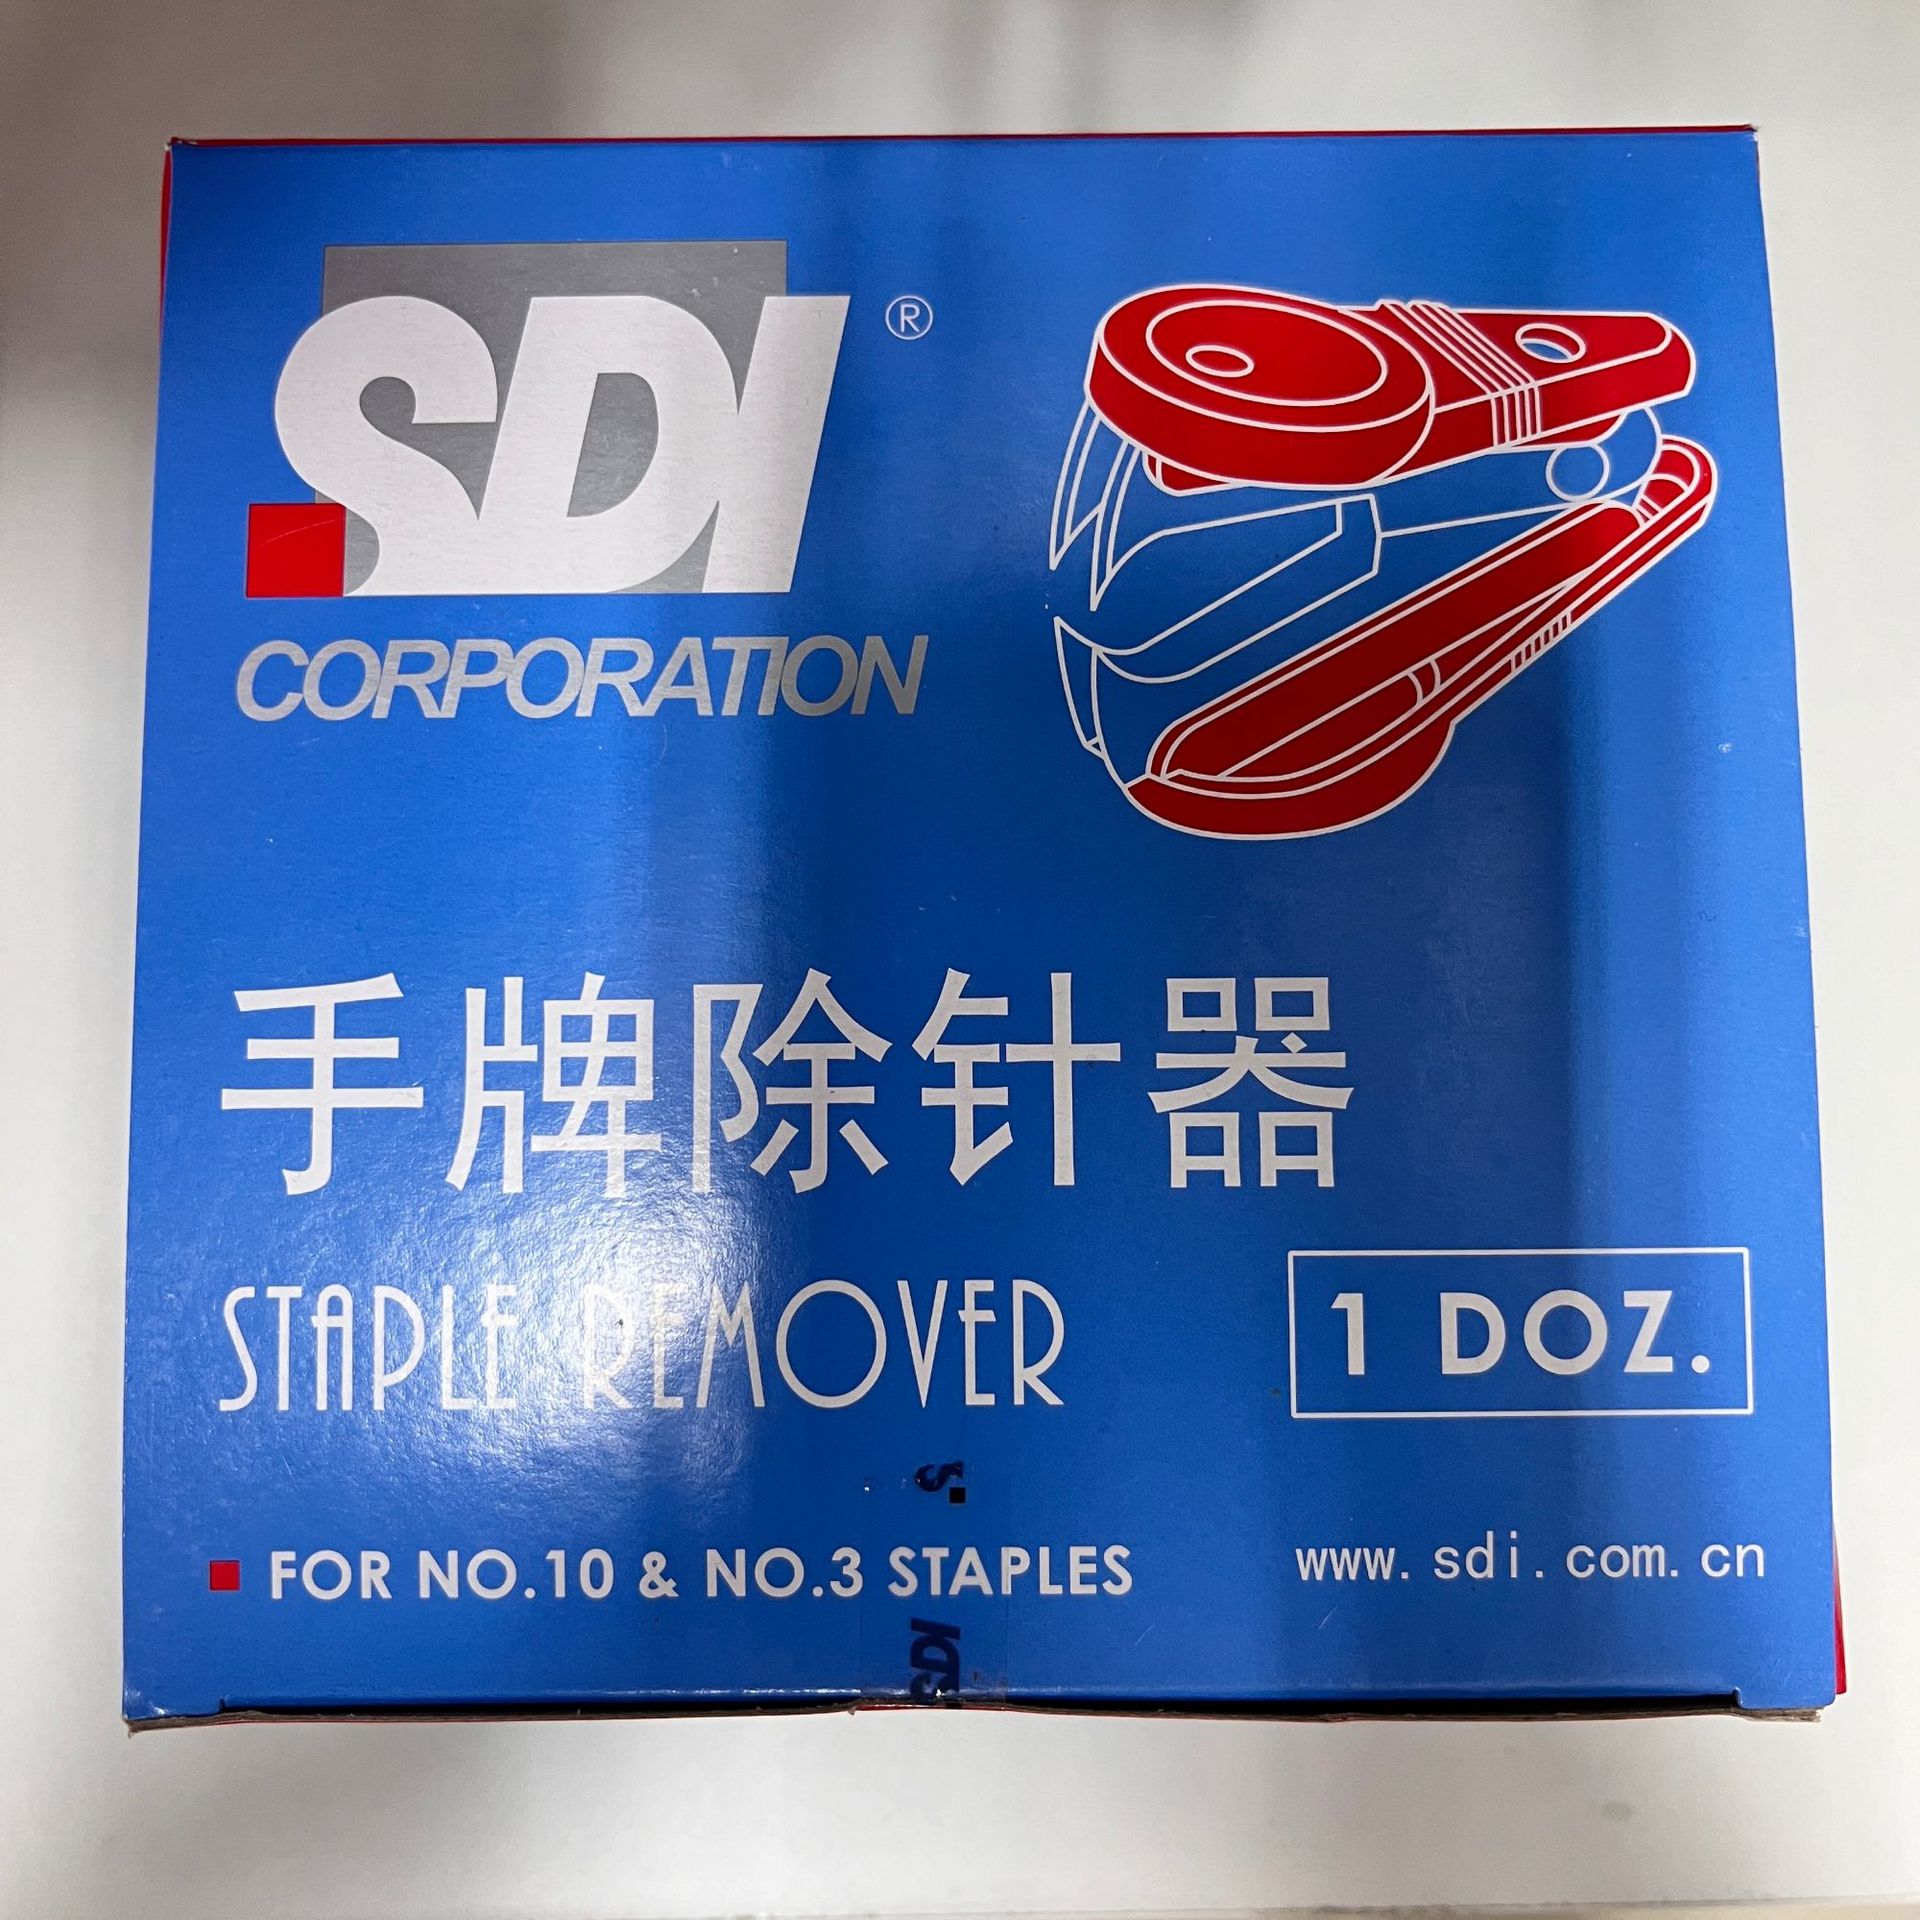 SDI ®
CORPORATION
手牌除针器
STAPLE REMOVER
1 DOZ.
S
FOR NO.10 & NO.3 STAPLES
www.sdi.com.cn
SDI